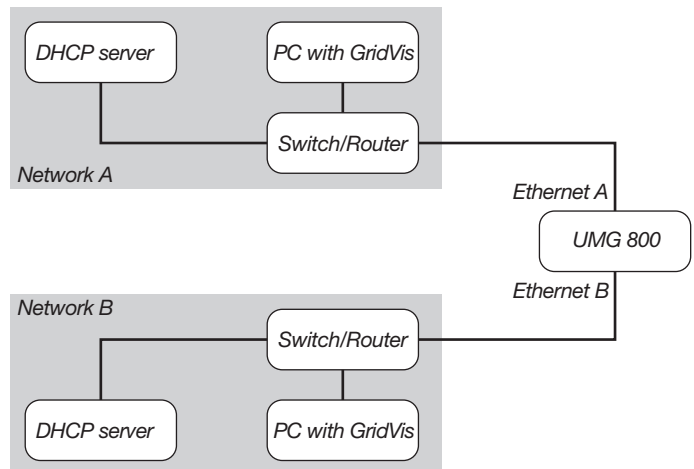 DHCP server
PC with GridVis
Switch/Router
Network A
Ethernet A
UMG 800
Ethernet B
Network B
Switch/Router
DHCP server
PC with GridVis